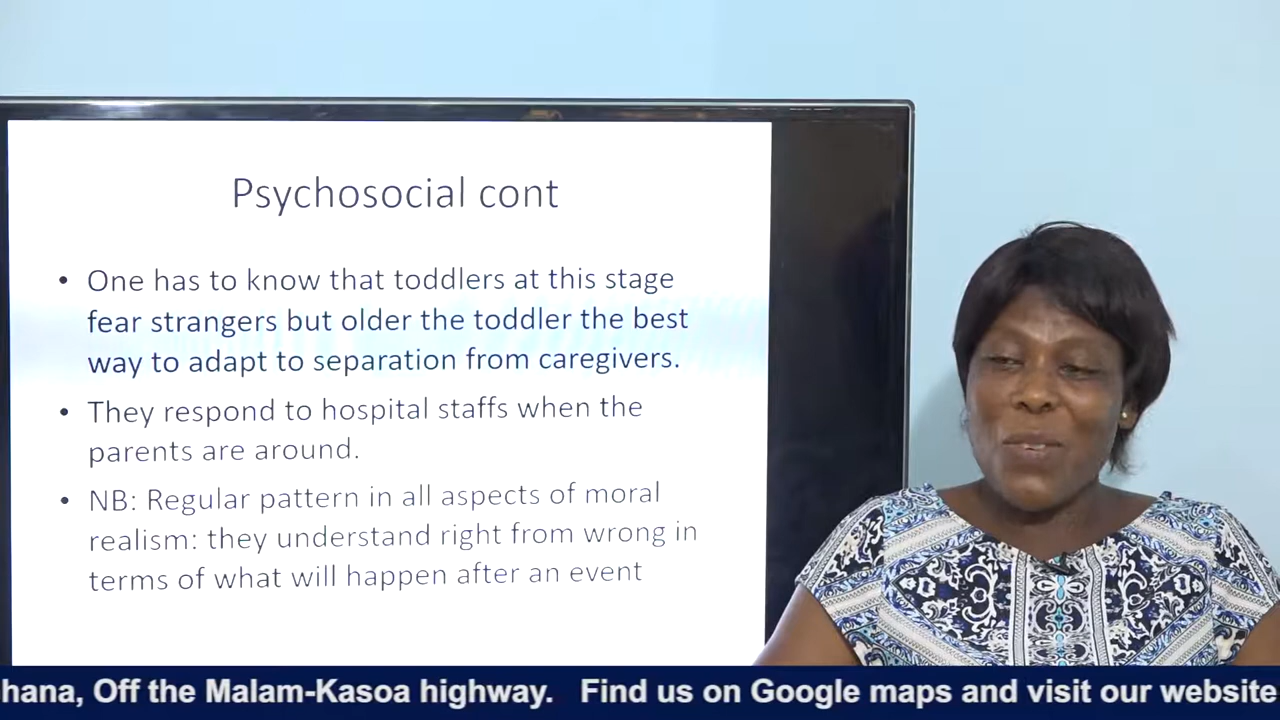 Psychosocial cont
• One has to know that toddlers at this stage
fear strangers but older the toddler the best
way to adapt to separation from caregivers.
• They respond to hospital staffs when the
parents are around.
• NB: Regular pattern in all aspects of moral
realism: they understand right from wrong in
terms of what will happen after an event
hana, Off the Malam-Kasoa highway. Find us on Google maps and visit our website